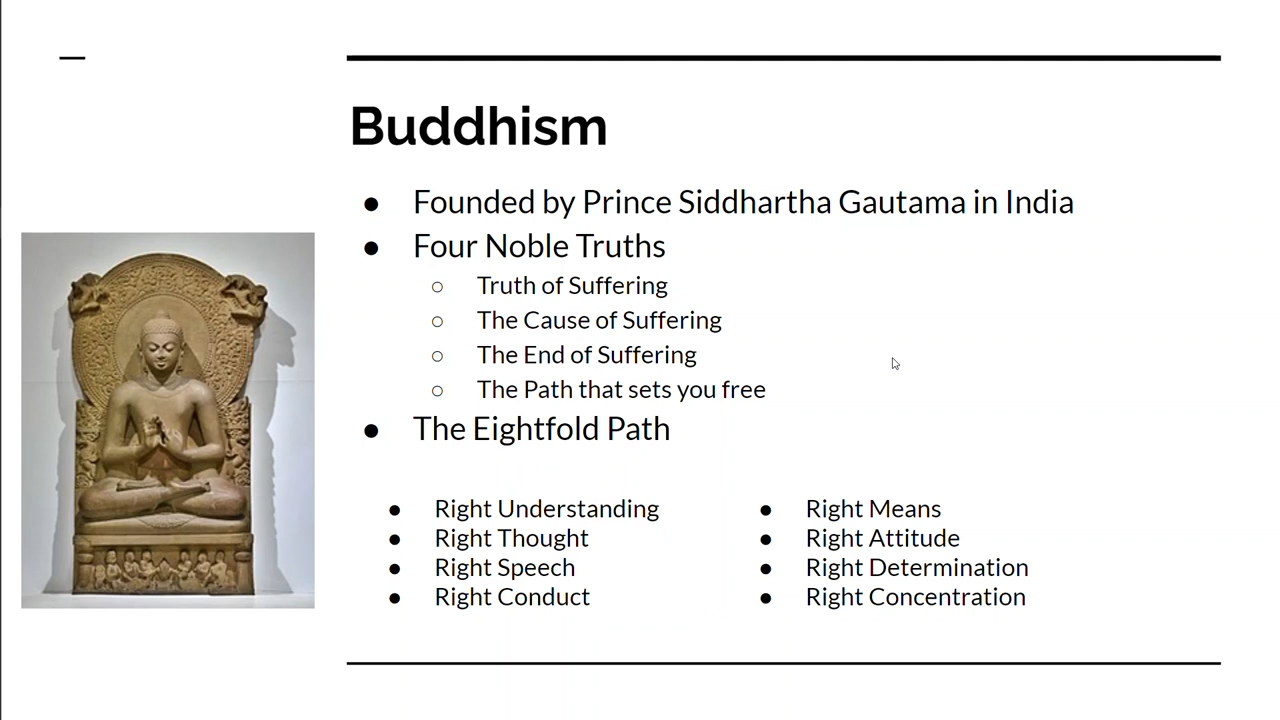 Buddhism
● Founded by Prince Siddhartha Gautama in India
● Four Noble Truths
○ Truth of Suffering
○ The Cause of Suffering
○ The End of Suffering
○ The Path that sets you free
● The Eightfold Path
● Right Understanding
● Right Thought
● Right Speech
● Right Conduct
● Right Means
● Right Attitude
● Right Determination
● Right Concentration